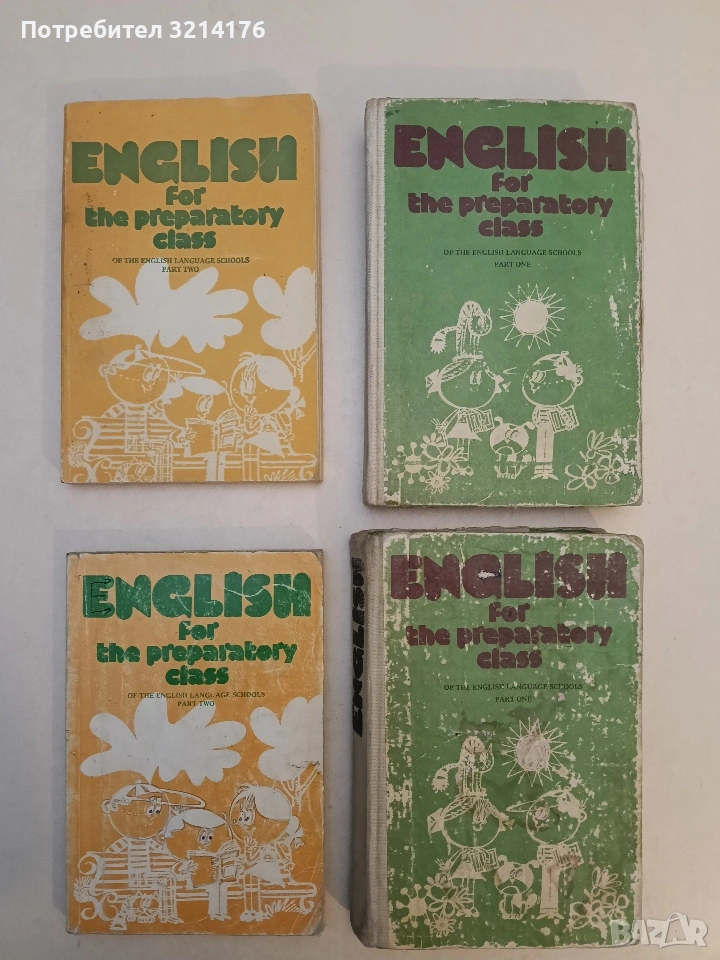 Потребител 3214176
ENGLISH
for
the preparatory
class
OF THE ENGLISH LANGUAGE SCHOOLS
PART TWO
ENGLISH
for
the preparatory
class
OF THE ENGLISH LANGUAGE SCHOOLS
PART ONE
ENGLISH
for
the preparatory
class
OF THE ENGLISH LANGUAGE SCHOOLS
PART TWO
ENGLISH
ENGLISH
for
the preparatory
class
OF THE ENGLISH LANGUAGE SCHOOLS
PART ONE
BAZAR